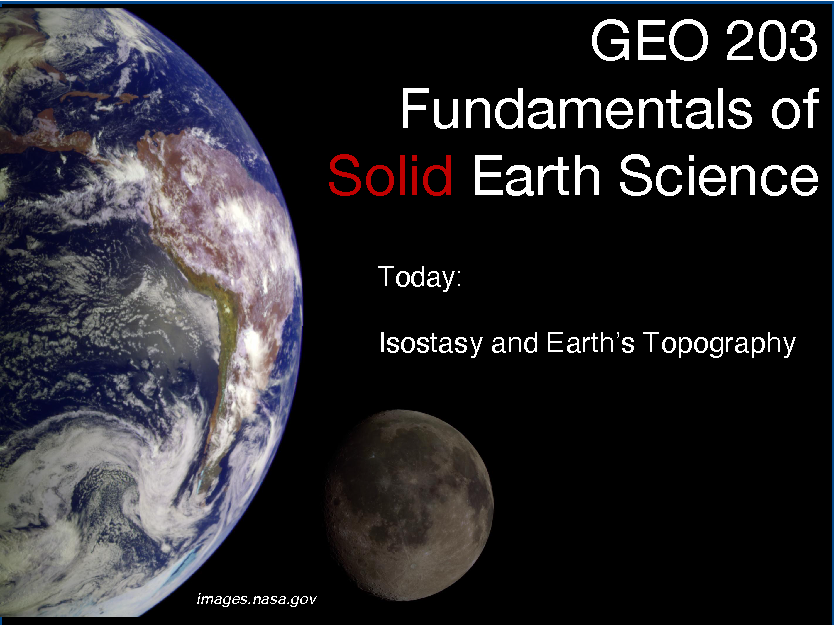 GEO 203
Fundamentals of
Solid Earth Science
Today:
Isostasy and Earth’s Topography
images.nasa.gov